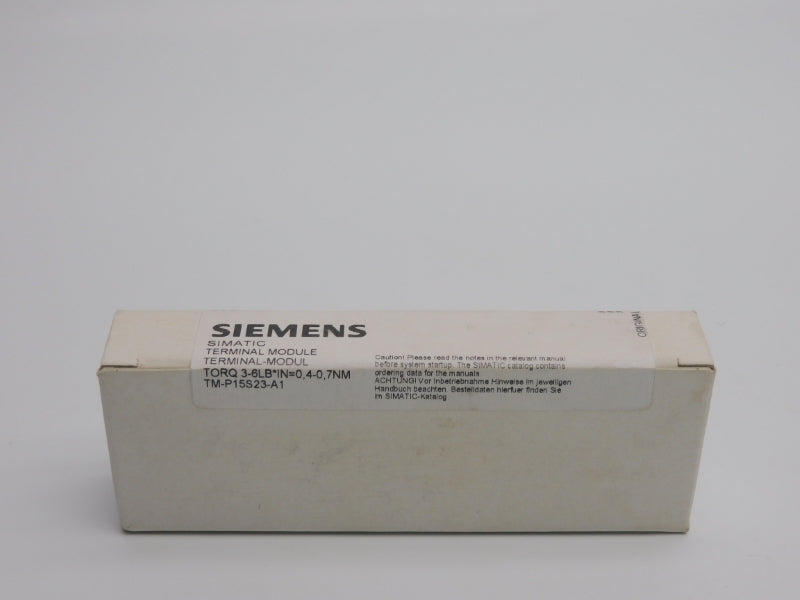 SIEMENS
SIMATIC
TERMINAL MODULE
TERMINAL-MODUL
TORQ 3-6LB*IN=0,4-0,7NM
TM-P15S23-A1
Caution! Please read the notes in the relevant manual
before system startup. The SIMATIC catalog contains
ordering data for the manuals
ACHTUNG! Vor Inbetriebnahme Hinweise im jeweiligen
Handbuch beachten. Bestelldaten hierfuer finden Sie
im SIMATIC-Katalog